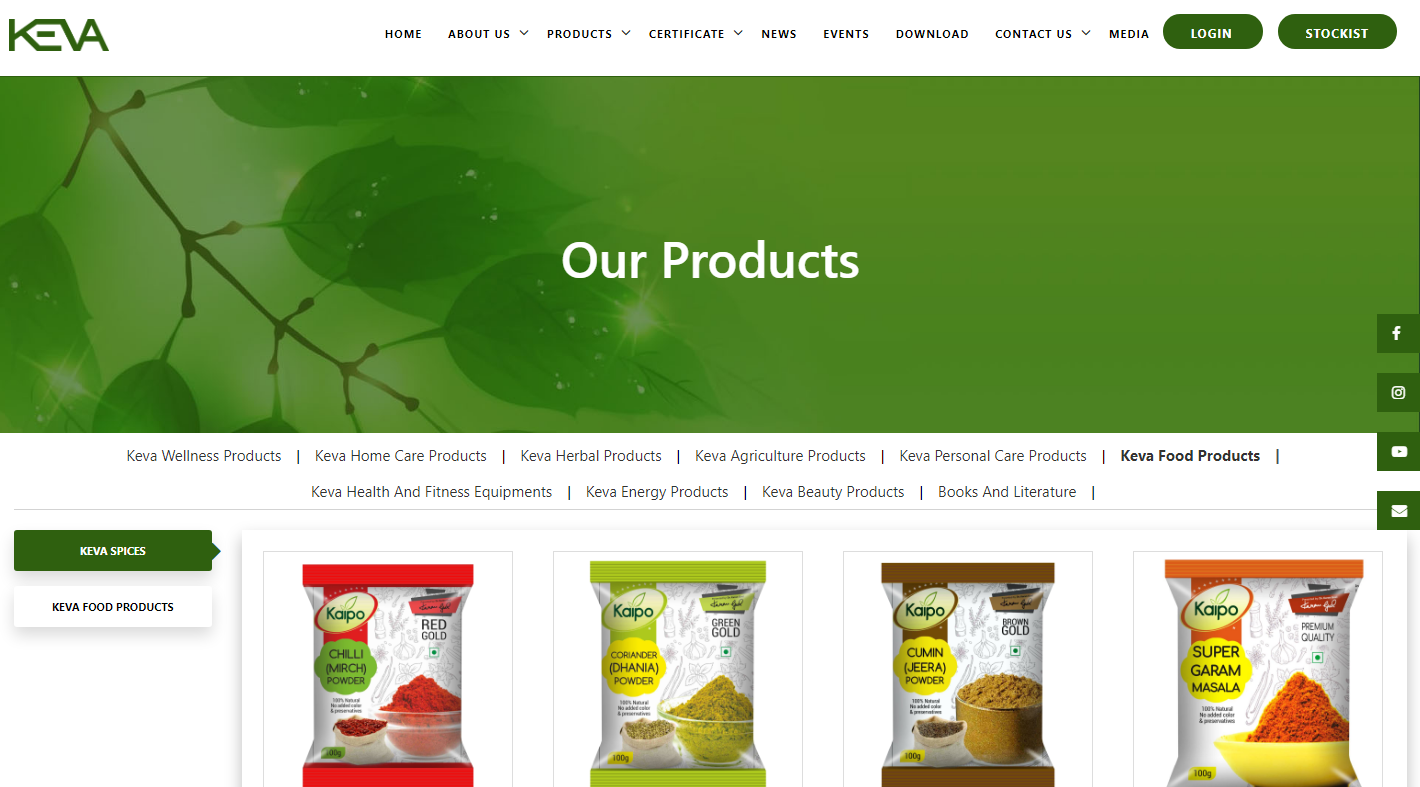 KEVA
HOME ABOUT US PRODUCTS CERTIFICATE NEWS EVENTS DOWNLOAD CONTACT US MEDIA LOGIN STOCKIST
Our Products
Keva Wellness Products | Keva Home Care Products | Keva Herbal Products | Keva Agriculture Products | Keva Personal Care Products | Keva Food Products |
Keva Health And Fitness Equipments | Keva Energy Products | Keva Beauty Products | Books And Literature |
KEVA SPICES
KEVA FOOD PRODUCTS
Kaipo
RED
GOLD
CHILLI
(MIRCH)
POWDER
100% Natural
No added color
& preservatives
100g
Kaipo
GREEN
GOLD
CORIANDER
(DHANIA)
POWDER
100% Natural
No added color
& preservatives
100g
Kaipo
BROWN
GOLD
CUMIN
(JEERA)
POWDER
100% Natural
No added color
& preservatives
100g
Kaipo
PREMIUM
QUALITY
SUPER
GARAM
MASALA
100% Natural
No added color
& preservatives
100g